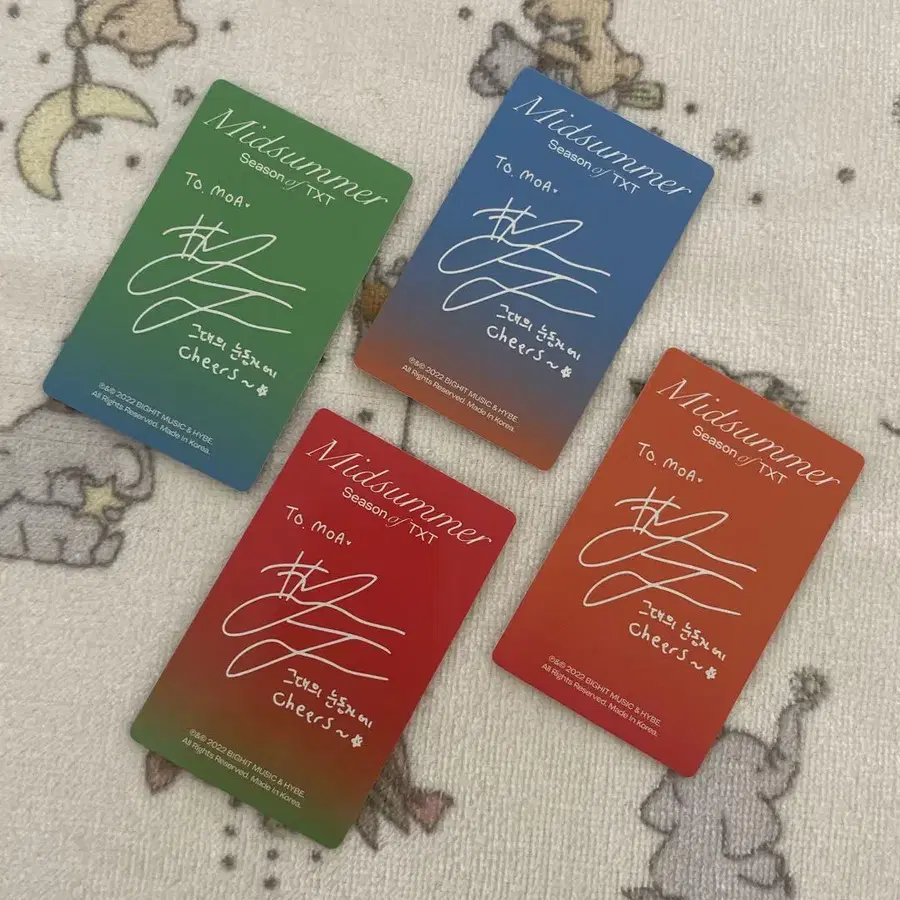 Midsummer
Season of TXT
To. MOA♥
그대의 눈동자에
Cheers~
℗&© 2022 BIGHIT MUSIC & HYBE.
All Rights Reserved. Made in Korea.
Midsummer
Season of TXT
To. MOA♥
그대의 눈동자에
Cheers~
℗&© 2022 BIGHIT MUSIC & HYBE.
All Rights Reserved. Made in Korea.
Midsummer
Season of TXT
To. MOA♥
그대의 눈동자에
Cheers~
℗&© 2022 BIGHIT MUSIC & HYBE.
All Rights Reserved. Made in Korea.
Midsummer
Season of TXT
To. MOA♥
그대의 눈동자에
Cheers~
℗&© 2022 BIGHIT MUSIC & HYBE.
All Rights Reserved. Made in Korea.